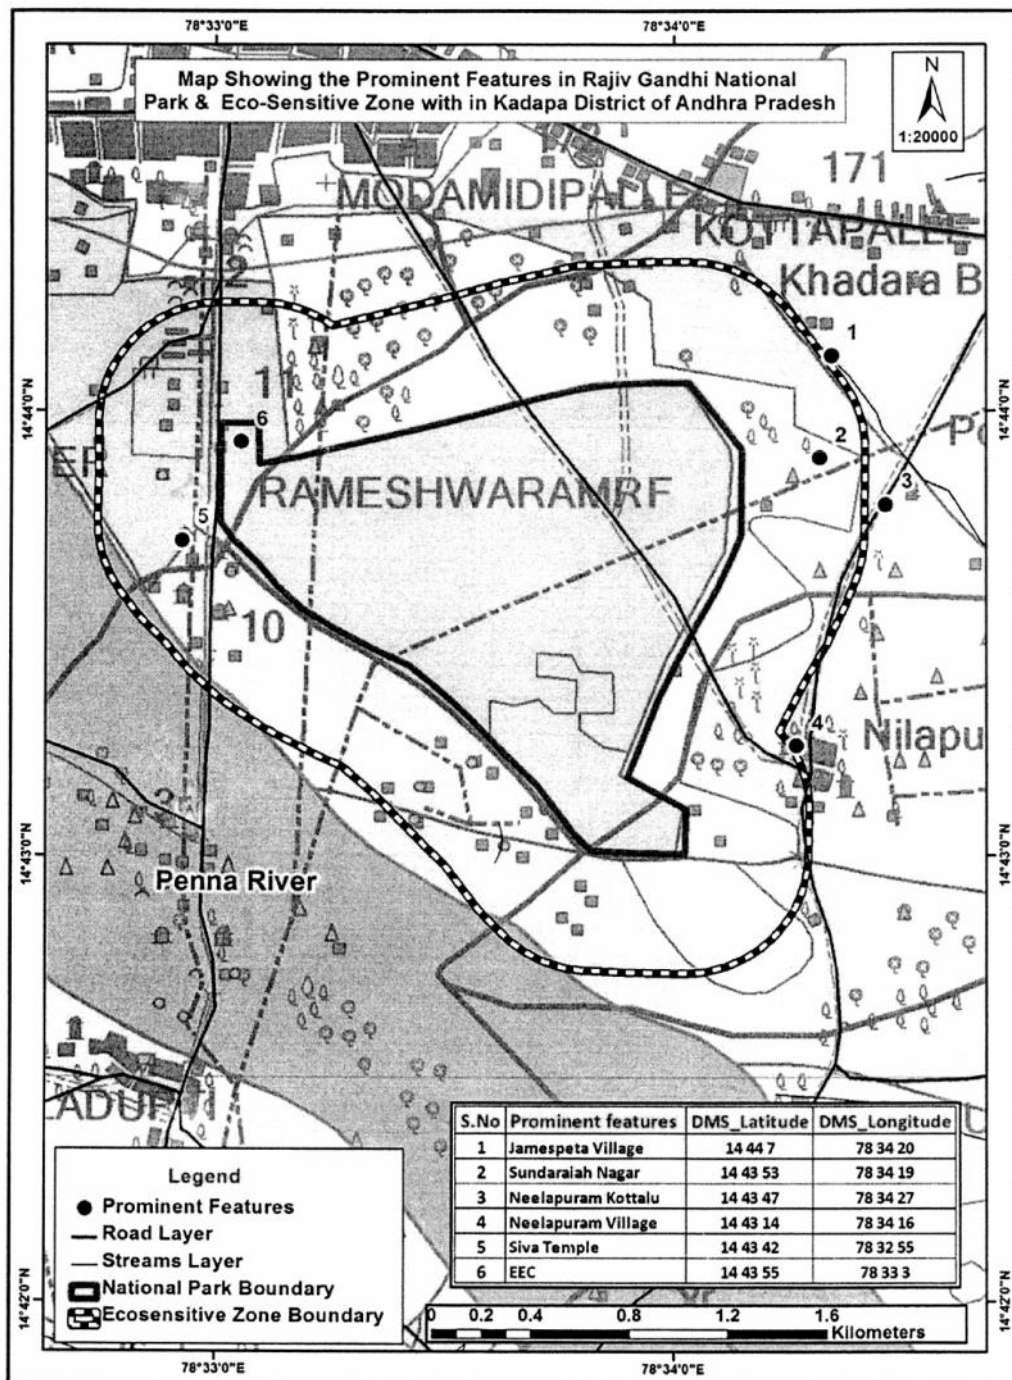 78°33'0"E
78°34'0"E
Map Showing the Prominent Features in Rajiv Gandhi National
Park & Eco-Sensitive Zone with in Kadapa District of Andhra Pradesh
N
1:20000
171
MODAMIDIPALLE
KOTTAPALLE
Khadara B
2
1
14°44'0"N
14°44'0"N
11
6
2
Po
3
RAMESHWARAMRF
5
10
4
Nilapu
14°43'0"N
14°43'0"N
Penna River
S.No Prominent features DMS_Latitude DMS_Longitude
1 Jamespeta Village 14 44 7 78 34 20
2 Sundaraiah Nagar 14 43 53 78 34 19
3 Neelapuram Kottalu 14 43 47 78 34 27
4 Neelapuram Village 14 43 14 78 34 16
5 Siva Temple 14 43 42 78 32 55
6 EEC 14 43 55 78 33 3
Legend
Prominent Features
Road Layer
Streams Layer
National Park Boundary
Ecosensitive Zone Boundary
14°42'0"N
14°42'0"N
0 0.2 0.4 0.8 1.2 1.6
Kilometers
78°33'0"E
78°34'0"E